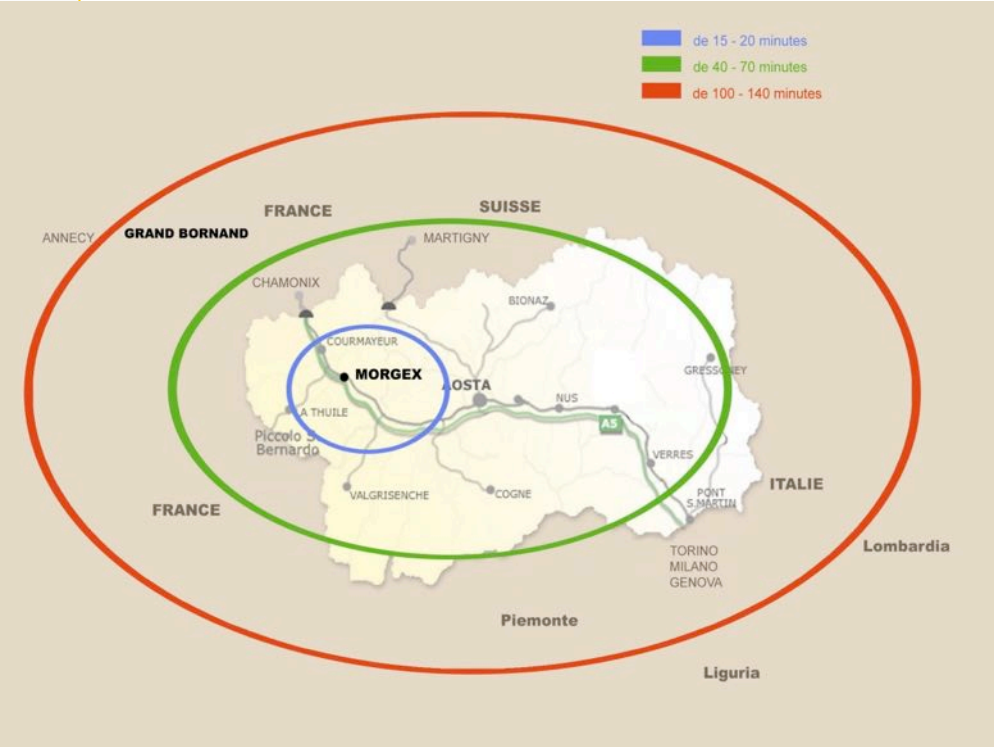 de 15 - 20 minutes
de 40 - 70 minutes
de 100 - 140 minutes
FRANCE
SUISSE
ANNECY
GRAND BORNAND
MARTIGNY
CHAMONIX
BIONAZ
COURMAYEUR
MORGEX
GRESSONEY
AOSTA
NUS
LA THUILE
A5
Piccolo S.
Bernardo
VERRES
ITALIE
VALGRISENCHE
COGNE
PONT
S.MARTIN
FRANCE
Lombardia
TORINO
MILANO
GENOVA
Piemonte
Liguria